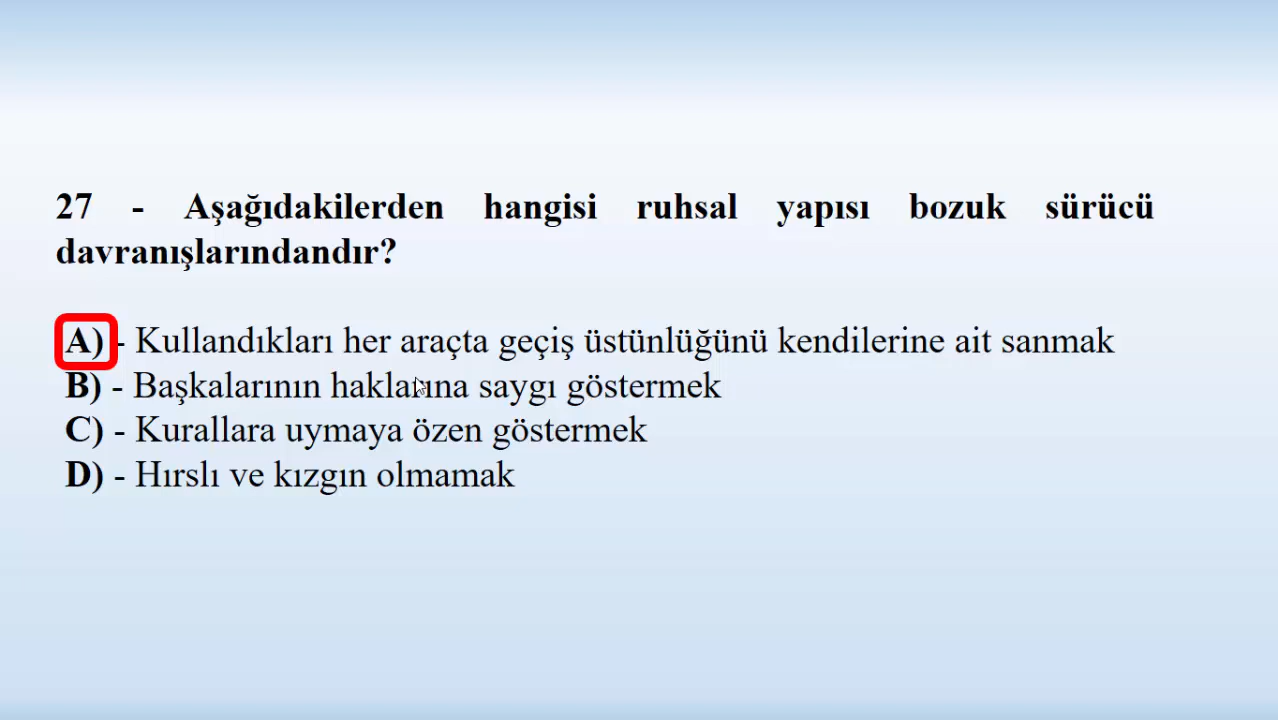 27 - Aşağıdakilerden hangisi ruhsal yapısı bozuk sürücü
davranışlarındandır?
A) - Kullandıkları her araçta geçiş üstünlüğünü kendilerine ait sanmak
B) - Başkalarının haklarına saygı göstermek
C) - Kurallara uymaya özen göstermek
D) - Hırslı ve kızgın olmamak